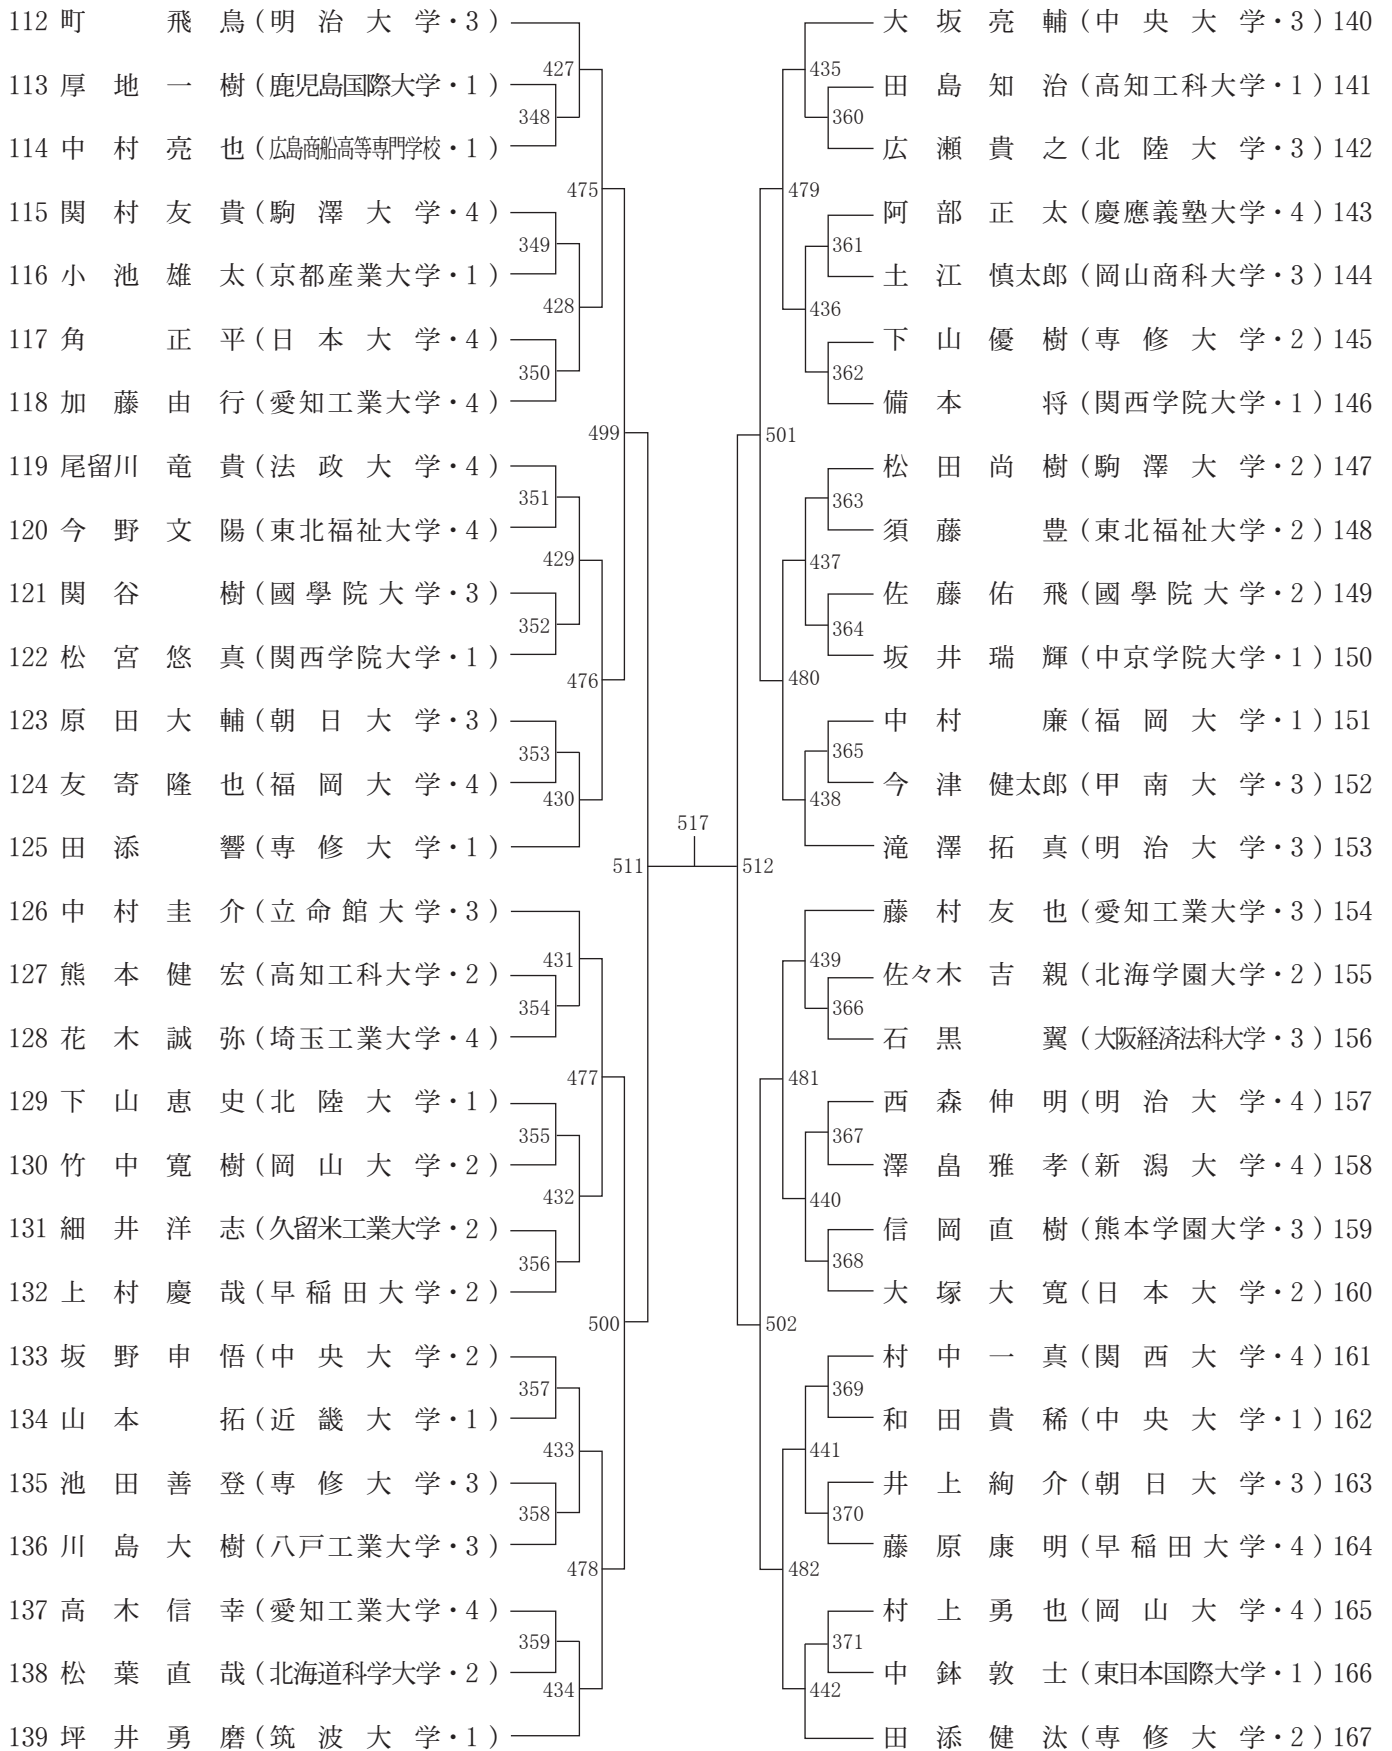 112 町 飛 鳥 (明 治 大 学・3)
427
113 厚 地 一 樹 (鹿児島国際大学・1)
348
114 中 村 亮 也 (広島商船高等専門学校・1)
475
115 関 村 友 貴 (駒 澤 大 学・4)
349
116 小 池 雄 太 (京都産業大学・1)
428
117 角 正 平 (日 本 大 学・4)
350
118 加 藤 由 行 (愛知工業大学・4)
499
119 尾留川 竜 貴 (法 政 大 学・4)
351
120 今 野 文 陽 (東北福祉大学・4)
429
121 関 谷 樹 (國學院大学・3)
352
122 松 宮 悠 真 (関西学院大学・1)
476
123 原 田 大 輔 (朝 日 大 学・3)
353
124 友 寄 隆 也 (福 岡 大 学・4)
430
125 田 添 響 (専 修 大 学・1)
511
126 中 村 圭 介 (立命館大学・3)
431
127 熊 本 健 宏 (高知工科大学・2)
354
128 花 木 誠 弥 (埼玉工業大学・4)
477
129 下 山 恵 史 (北 陸 大 学・1)
355
130 竹 中 寛 樹 (岡 山 大 学・2)
432
131 細 井 洋 志 (久留米工業大学・2)
356
132 上 村 慶 哉 (早稲田大学・2)
500
133 坂 野 申 悟 (中 央 大 学・2)
357
134 山 本 拓 (近 畿 大 学・1)
433
135 池 田 善 登 (専 修 大 学・3)
358
136 川 島 大 樹 (八戸工業大学・3)
478
137 高 木 信 幸 (愛知工業大学・4)
359
138 松 葉 直 哉 (北海道科学大学・2)
434
139 坪 井 勇 磨 (筑 波 大 学・1)
517
大 坂 亮 輔 (中 央 大 学・3) 140
435
田 島 知 治 (高知工科大学・1) 141
360
広 瀬 貴 之 (北 陸 大 学・3) 142
479
阿 部 正 太 (慶應義塾大学・4) 143
361
土 江 慎太郎 (岡山商科大学・3) 144
436
下 山 優 樹 (専 修 大 学・2) 145
362
備 本 将 (関西学院大学・1) 146
501
松 田 尚 樹 (駒 澤 大 学・2) 147
363
須 藤 豊 (東北福祉大学・2) 148
437
佐 藤 佑 飛 (國學院大学・2) 149
364
坂 井 瑞 輝 (中京学院大学・1) 150
480
中 村 廉 (福 岡 大 学・1) 151
365
今 津 健太郎 (甲 南 大 学・3) 152
438
滝 澤 拓 真 (明 治 大 学・3) 153
512
藤 村 友 也 (愛知工業大学・3) 154
439
佐々木 吉 親 (北海学園大学・2) 155
366
石 黒 翼 (大阪経済法科大学・3) 156
481
西 森 伸 明 (明 治 大 学・4) 157
367
澤 畠 雅 孝 (新 潟 大 学・4) 158
440
信 岡 直 樹 (熊本学園大学・3) 159
368
大 塚 大 寛 (日 本 大 学・2) 160
502
村 中 一 真 (関 西 大 学・4) 161
369
和 田 貴 稀 (中 央 大 学・1) 162
441
井 上 絢 介 (朝 日 大 学・3) 163
370
藤 原 康 明 (早稲田大学・4) 164
482
村 上 勇 也 (岡 山 大 学・4) 165
371
中 鉢 敦 士 (東日本国際大学・1) 166
442
田 添 健 汰 (専 修 大 学・2) 167